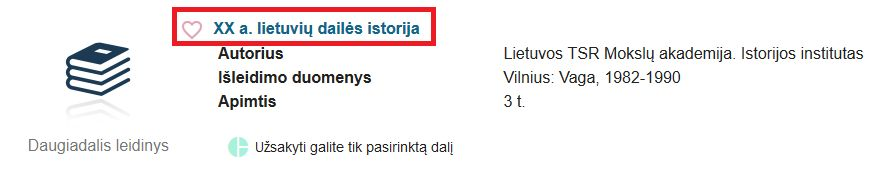 XX a. lietuvių dailės istorija
Autorius Lietuvos TSR Mokslų akademija. Istorijos institutas
Išleidimo duomenys Vilnius: Vaga, 1982-1990
Apimtis 3 t.
Daugiadalis leidinys Užsakyti galite tik pasirinktą dalį